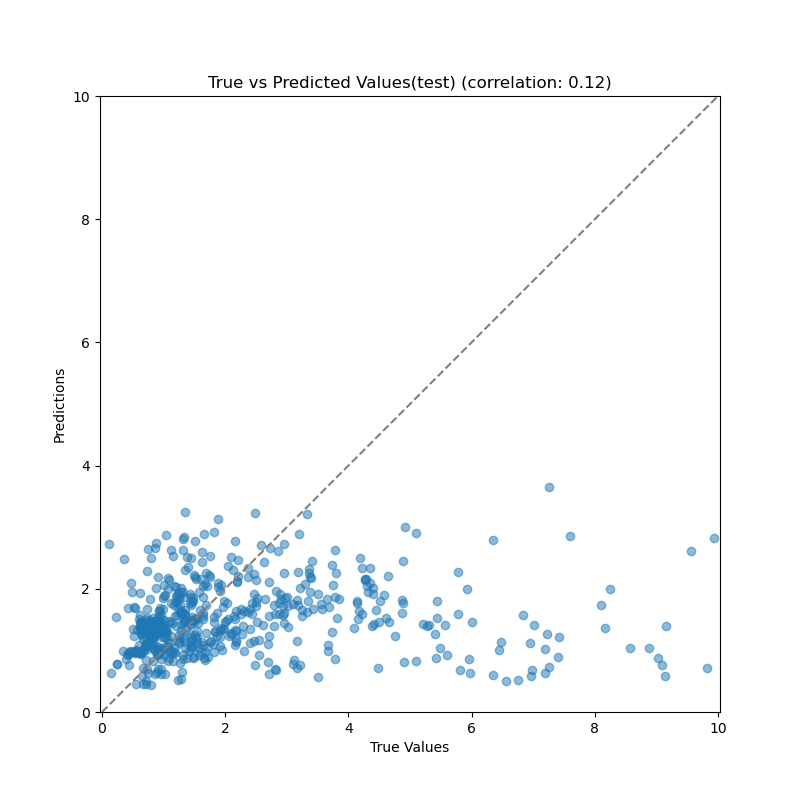 True vs Predicted Values(test) (correlation: 0.12)
10
8
6
4
2
0
Predictions
0 2 4 6 8 10
True Values